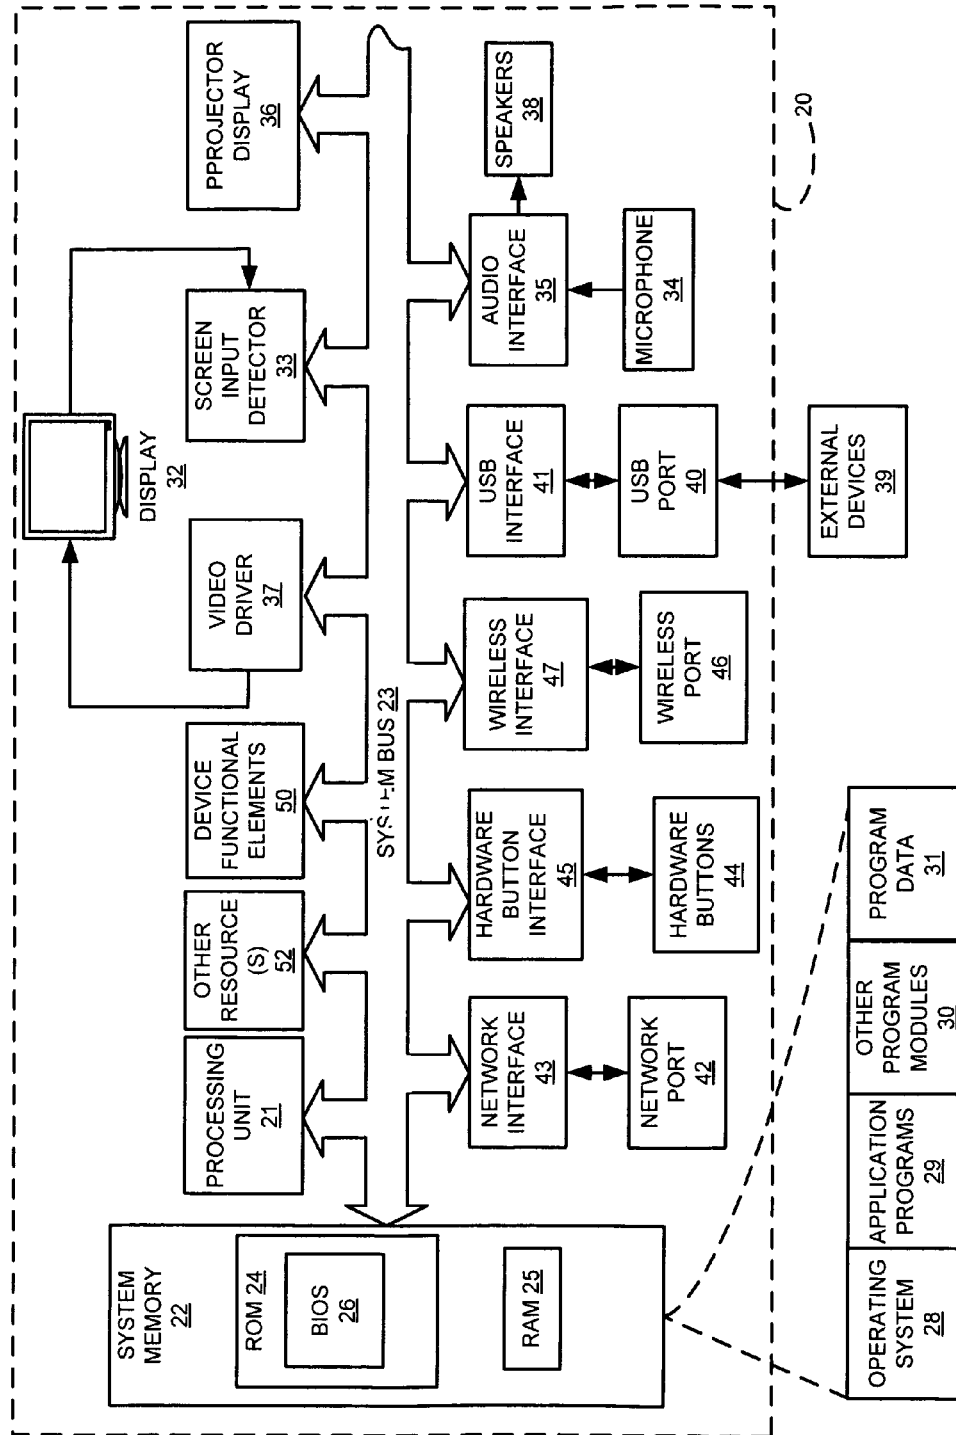 SYSTEM
MEMORY
22
ROM 24
BIOS
26
RAM 25
PROCESSING
UNIT
21
OTHER
RESOURCE
(S)
52
DEVICE
FUNCTIONAL
ELEMENTS
50
VIDEO
DRIVER
37
DISPLAY
32
SCREEN
INPUT
DETECTOR
33
PPROJECTOR
DISPLAY
36
SYSTEM BUS 23
NETWORK
INTERFACE
43
HARDWARE
BUTTON
INTERFACE
45
WIRELESS
INTERFACE
47
USB
INTERFACE
41
AUDIO
INTERFACE
35
SPEAKERS
38
NETWORK
PORT
42
HARDWARE
BUTTONS
44
WIRELESS
PORT
46
USB
PORT
40
MICROPHONE
34
20
EXTERNAL
DEVICES
39
OPERATING
SYSTEM
28
APPLICATION
PROGRAMS
29
OTHER
PROGRAM
MODULES
30
PROGRAM
DATA
31